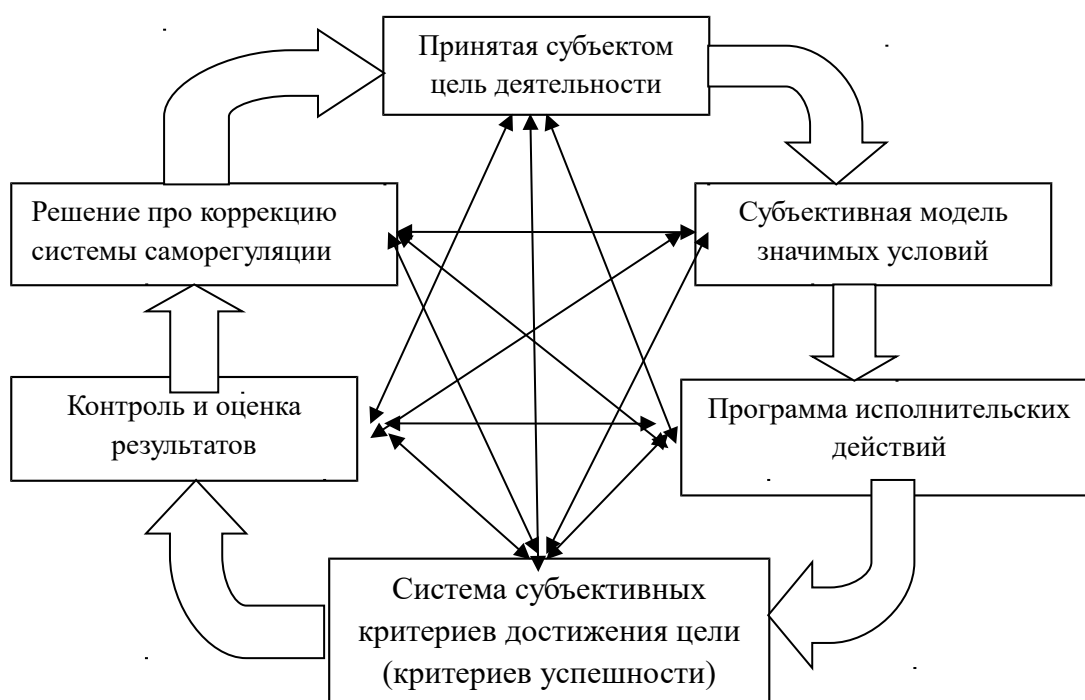 Принятая субъектом
цель деятельности
Решение про коррекцию
системы саморегуляции
Субъективная модель
значимых условий
Контроль и оценка
результатов
Программа исполнительских
действий
Система субъективных
критериев достижения цели
(критериев успешности)